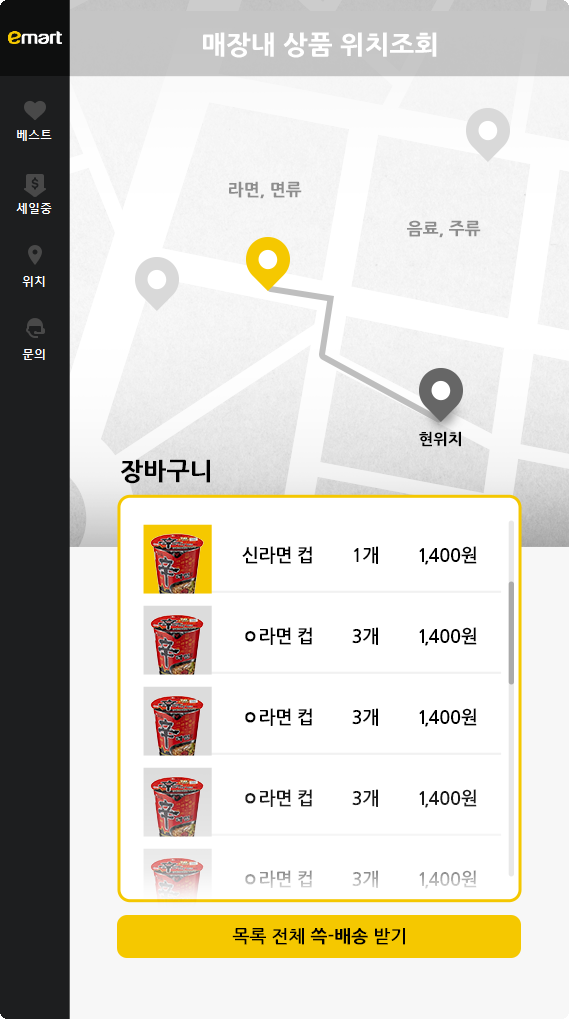 emart
매장내 상품 위치조회
베스트
세일중
위치
문의
라면, 면류
음료, 주류
현위치
장바구니
신라면 컵 1개 1,400원
ㅇ라면 컵 3개 1,400원
ㅇ라면 컵 3개 1,400원
ㅇ라면 컵 3개 1,400원
ㅇ라면 컵 3개 1,400원
목록 전체 쓱-배송 받기
辛
辛
辛
辛